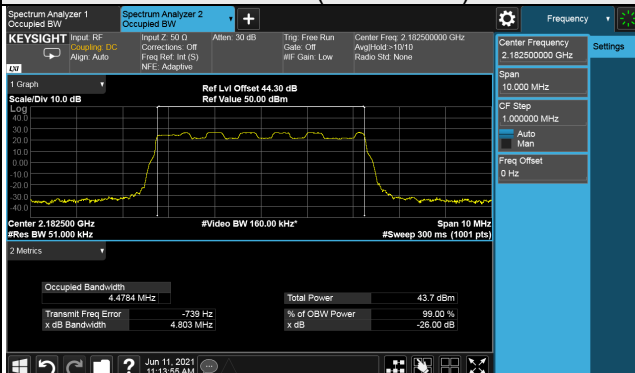 Spectrum Analyzer 1
Occupied BW
Spectrum Analyzer 2
Occupied BW
Frequency
KEYSIGHT
Input: RF
Coupling: DC
Align: Auto
Input Z: 50 Ω
Corrections: Off
Freq Ref: Int (S)
NFE: Adaptive
Atten: 30 dB
Trig: Free Run
Gate: Off
#IF Gain: Low
Center Freq: 2.182500000 GHz
Avg|Hold:>10/10
Radio Std: None
LXI
Center Frequency
2.182500000 GHz
Settings
Span
10.000 MHz
CF Step
1.000000 MHz
Auto
Man
Freq Offset
0 Hz
1 Graph
Scale/Div 10.0 dB
Ref Lvl Offset 44.30 dB
Ref Value 50.00 dBm
Log
40.0
30.0
20.0
10.0
0.00
-10.0
-20.0
-30.0
-40.0
Center 2.182500 GHz
#Res BW 51.000 kHz
#Video BW 160.00 kHz*
Span 10 MHz
#Sweep 300 ms (1001 pts)
2 Metrics
Occupied Bandwidth
4.4784 MHz
Total Power 43.7 dBm
Transmit Freq Error -739 Hz
% of OBW Power 99.00 %
x dB Bandwidth 4.803 MHz
x dB -26.00 dB
?
Jun 11, 2021
11:13:55 AM